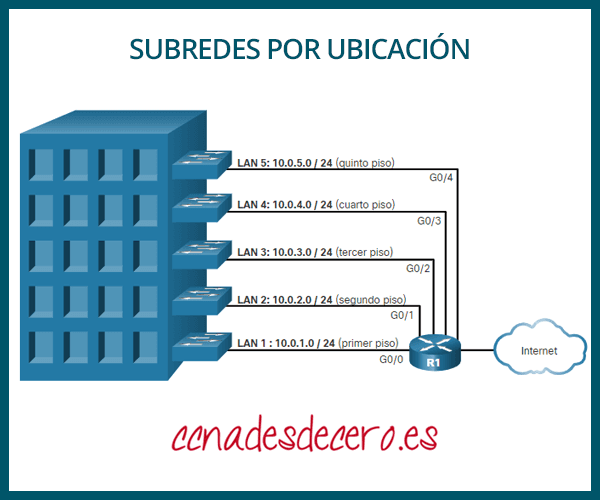 SUBREDES POR UBICACIÓN
LAN 5: 10.0.5.0 / 24 (quinto piso)
G0/4
LAN 4: 10.0.4.0 / 24 (cuarto piso)
G0/3
LAN 3: 10.0.3.0 / 24 (tercer piso)
G0/2
LAN 2: 10.0.2.0 / 24 (segundo piso)
G0/1
LAN 1 : 10.0.1.0 / 24 (primer piso)
G0/0
R1
Internet
ccnadesdecero.es